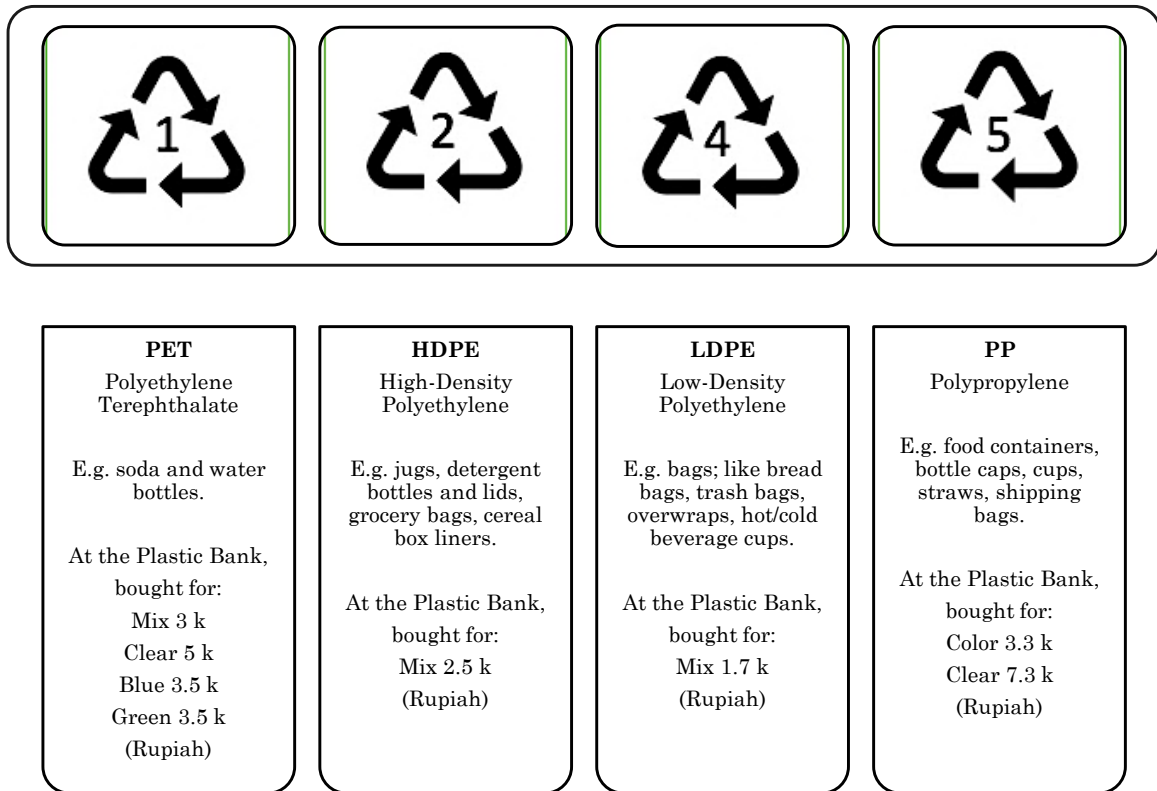 1
2
4
5
PET
Polyethylene
Terephthalate
E.g. soda and water
bottles.
At the Plastic Bank,
bought for:
Mix 3 k
Clear 5 k
Blue 3.5 k
Green 3.5 k
(Rupiah)
HDPE
High-Density
Polyethylene
E.g. jugs, detergent
bottles and lids,
grocery bags, cereal
box liners.
At the Plastic Bank,
bought for:
Mix 2.5 k
(Rupiah)
LDPE
Low-Density
Polyethylene
E.g. bags; like bread
bags, trash bags,
overwraps, hot/cold
beverage cups.
At the Plastic Bank,
bought for:
Mix 1.7 k
(Rupiah)
PP
Polypropylene
E.g. food containers,
bottle caps, cups,
straws, shipping
bags.
At the Plastic Bank,
bought for:
Color 3.3 k
Clear 7.3 k
(Rupiah)